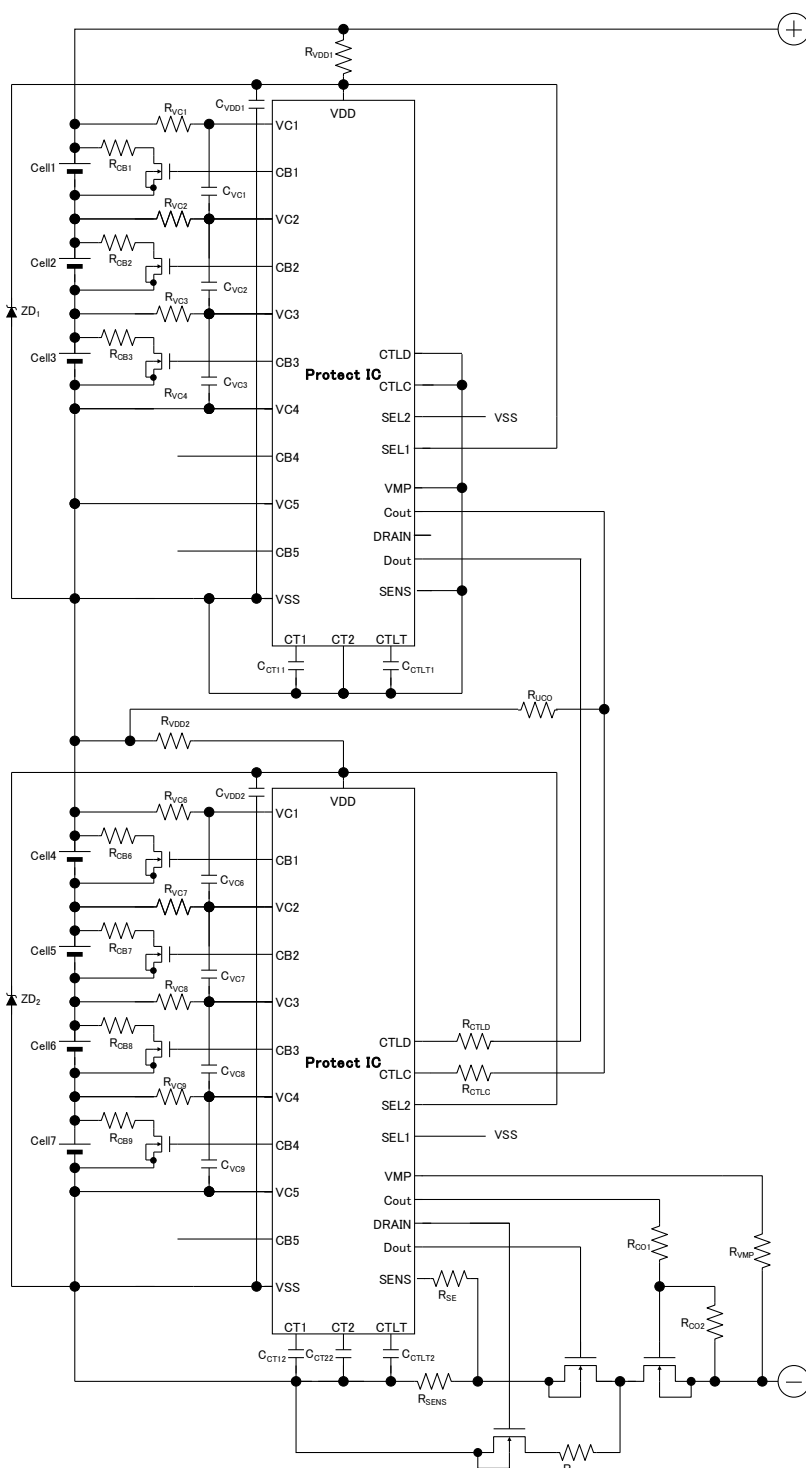 RVDD1
CVDD1
VDD
RVC1
VC1
Cell1
RCB1
CB1
CVC1
RVC2
VC2
Cell2
RCB2
CB2
CVC2
RVC3
VC3
ZD1
Cell3
RCB3
CB3
CTLD
Protect IC
CTLC
RVC4
CVC3
VC4
SEL2
VSS
CB4
SEL1
VC5
VMP
Cout
DRAIN
CB5
Dout
VSS
SENS
CT1
CT2
CTLT
CCT11
CCTLT1
RUCO
RVDD2
CVDD2
VDD
RVC6
VC1
Cell4
RCB6
CB1
CVC6
RVC7
VC2
Cell5
RCB7
CB2
CVC7
RVC8
VC3
ZD2
Cell6
RCB8
CB3
CTLD
RCTLD
Protect IC
CTLC
RCTLC
CVC8
RVC9
VC4
SEL2
Cell7
RCB9
CB4
SEL1
VSS
CVC9
VC5
VMP
Cout
DRAIN
CB5
Dout
RCO1
RVMP
VSS
SENS
RSE
RCO2
CT1
CT2
CTLT
CCT12
CCT22
CCTLT2
RSENS
R